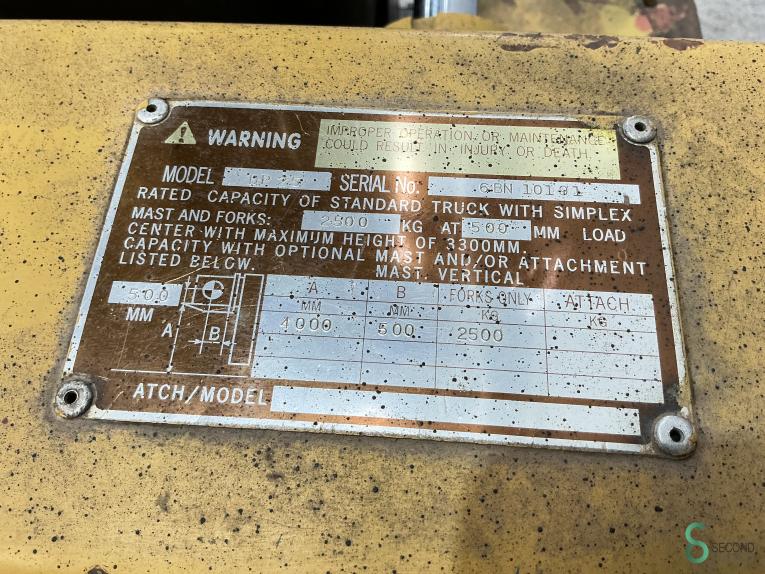 WARNING
IMPROPER OPERATION OR MAINTENANCE
COULD RESULT IN INJURY OR DEATH.
MODEL SERIAL No: 6BN 10191
RATED CAPACITY OF STANDARD TRUCK WITH SIMPLEX
MAST AND FORKS: KG AT 500 MM LOAD
CENTER WITH MAXIMUM HEIGHT OF 3300MM.
CAPACITY WITH OPTIONAL MAST AND/OR ATTACHMENT
LISTED BELOW. MAST. VERTICAL
500 A B FORKS ONLY ATTACH
MM MM MM KG KG
A B 4000 500 2500
ATCH/MODEL
S SECOND